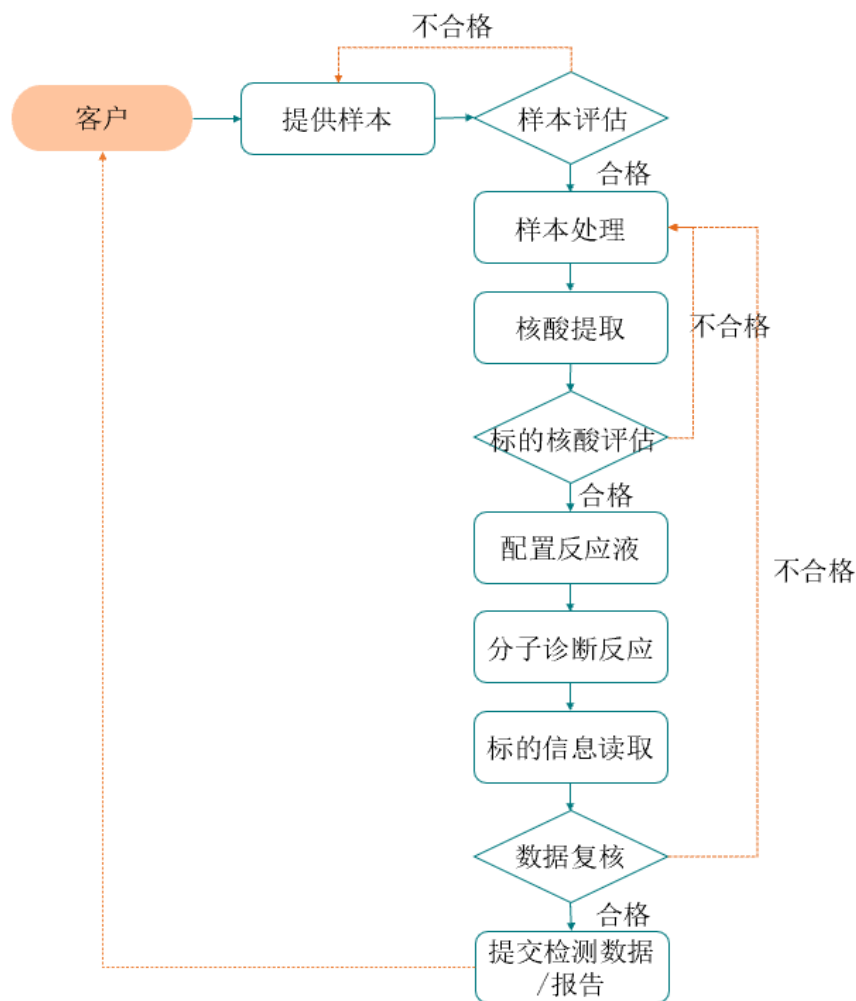 不合格
客户
提供样本
样本评估
合格
样本处理
核酸提取
不合格
标的核酸评估
合格
配置反应液
不合格
分子诊断反应
标的信息读取
数据复核
合格
提交检测数据
/报告